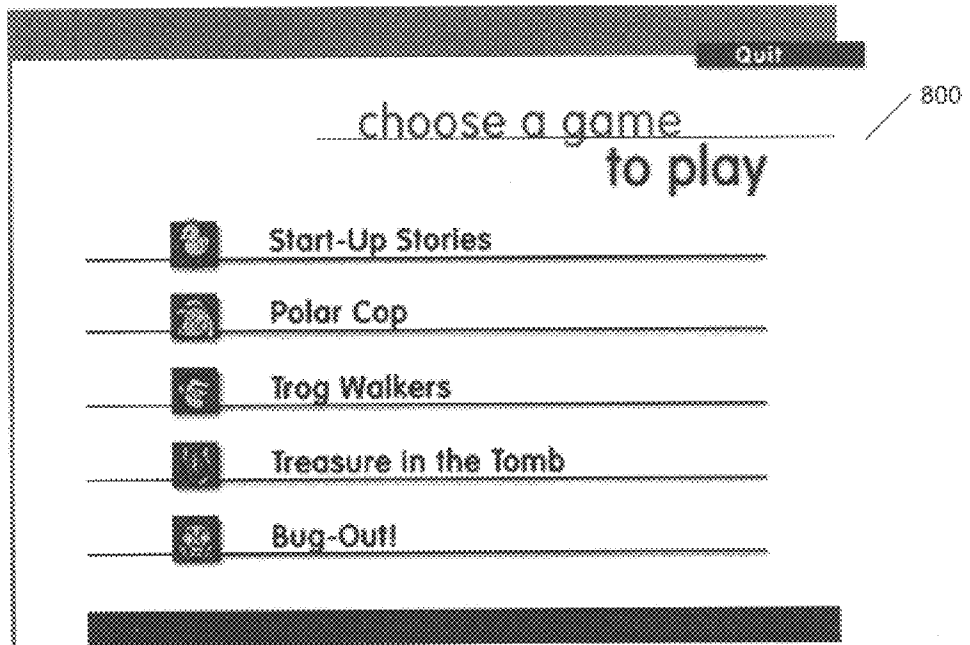 Quit
800
choose a game
to play
Start-Up Stories
Polar Cop
Trog Walkers
Treasure in the Tomb
Bug-Out!